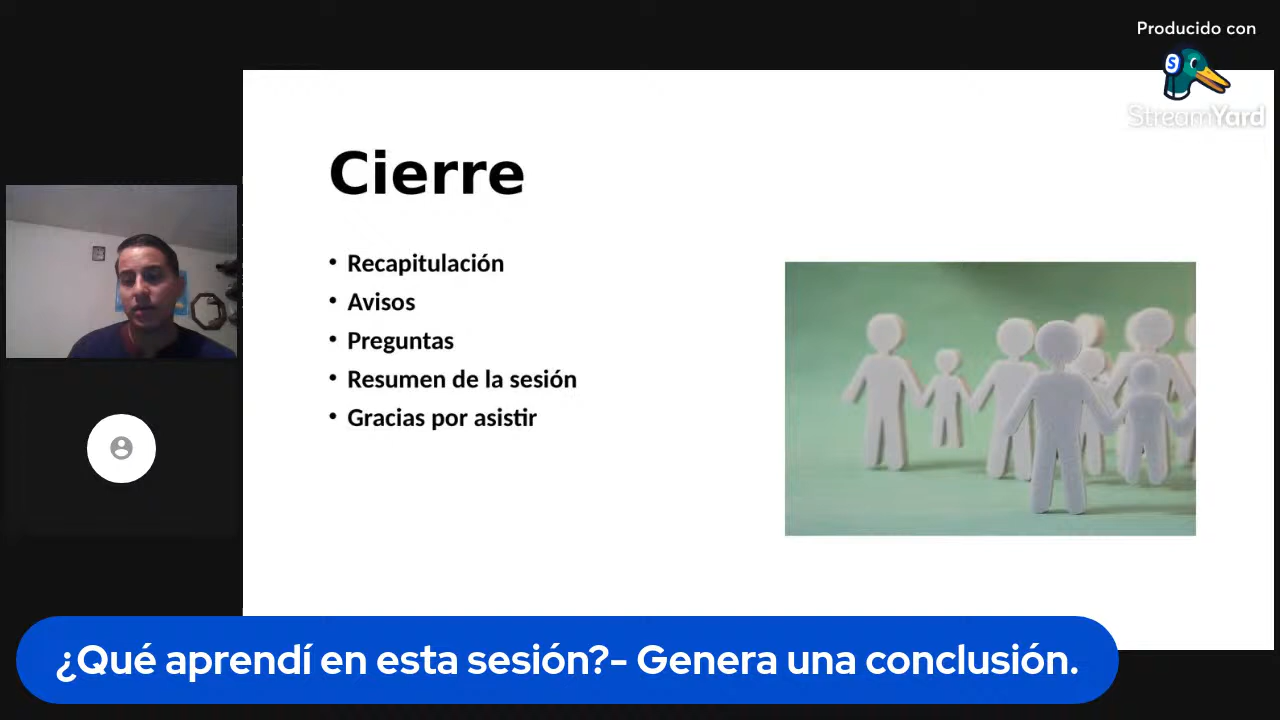 Producido con
StreamYard
Cierre
• Recapitulación
• Avisos
• Preguntas
• Resumen de la sesión
• Gracias por asistir
¿Qué aprendí en esta sesión?- Genera una conclusión.